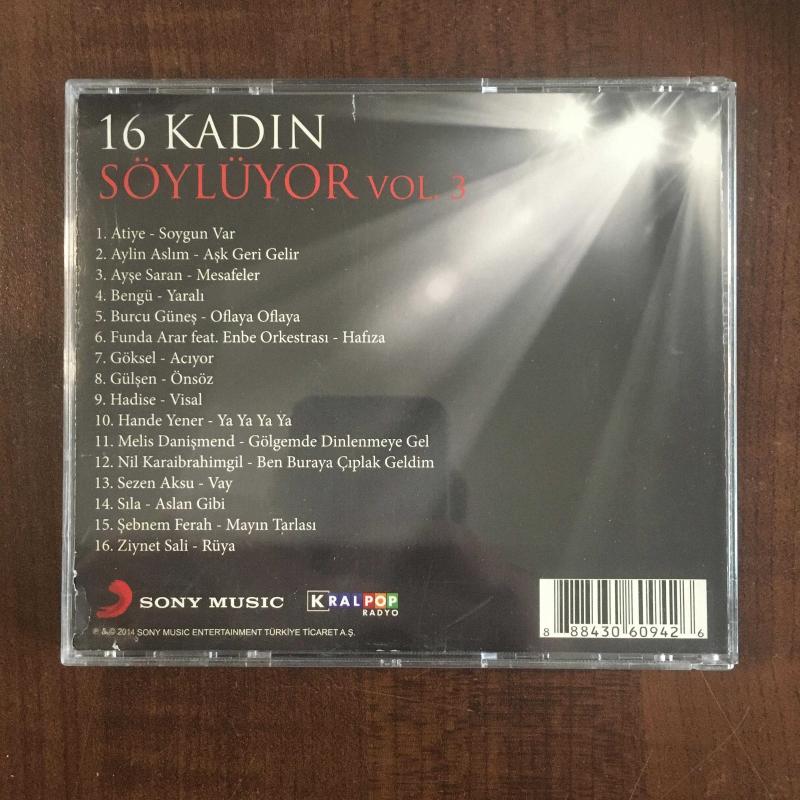 16 KADIN
SÖYLÜYOR VOL. 3
1. Atiye - Soygun Var
2. Aylin Aslım - Aşk Geri Gelir
3. Ayşe Saran - Mesafeler
4. Bengü - Yaralı
5. Burcu Güneş - Oflaya Oflaya
6. Funda Arar feat. Enbe Orkestrası - Hafıza
7. Göksel - Acıyor
8. Gülşen - Önsöz
9. Hadise - Visal
10. Hande Yener - Ya Ya Ya Ya
11. Melis Danişmend - Gölgemde Dinlenmeye Gel
12. Nil Karaibrahimgil - Ben Buraya Çıplak Geldim
13. Sezen Aksu - Vay
14. Sıla - Aslan Gibi
15. Şebnem Ferah - Mayın Tarlası
16. Ziynet Sali - Rüya
SONY MUSIC
KRALPOP
RADYO
℗ & © 2014 SONY MUSIC ENTERTAINMENT TÜRKİYE TİCARET A.Ş.
8 88430 60942 6